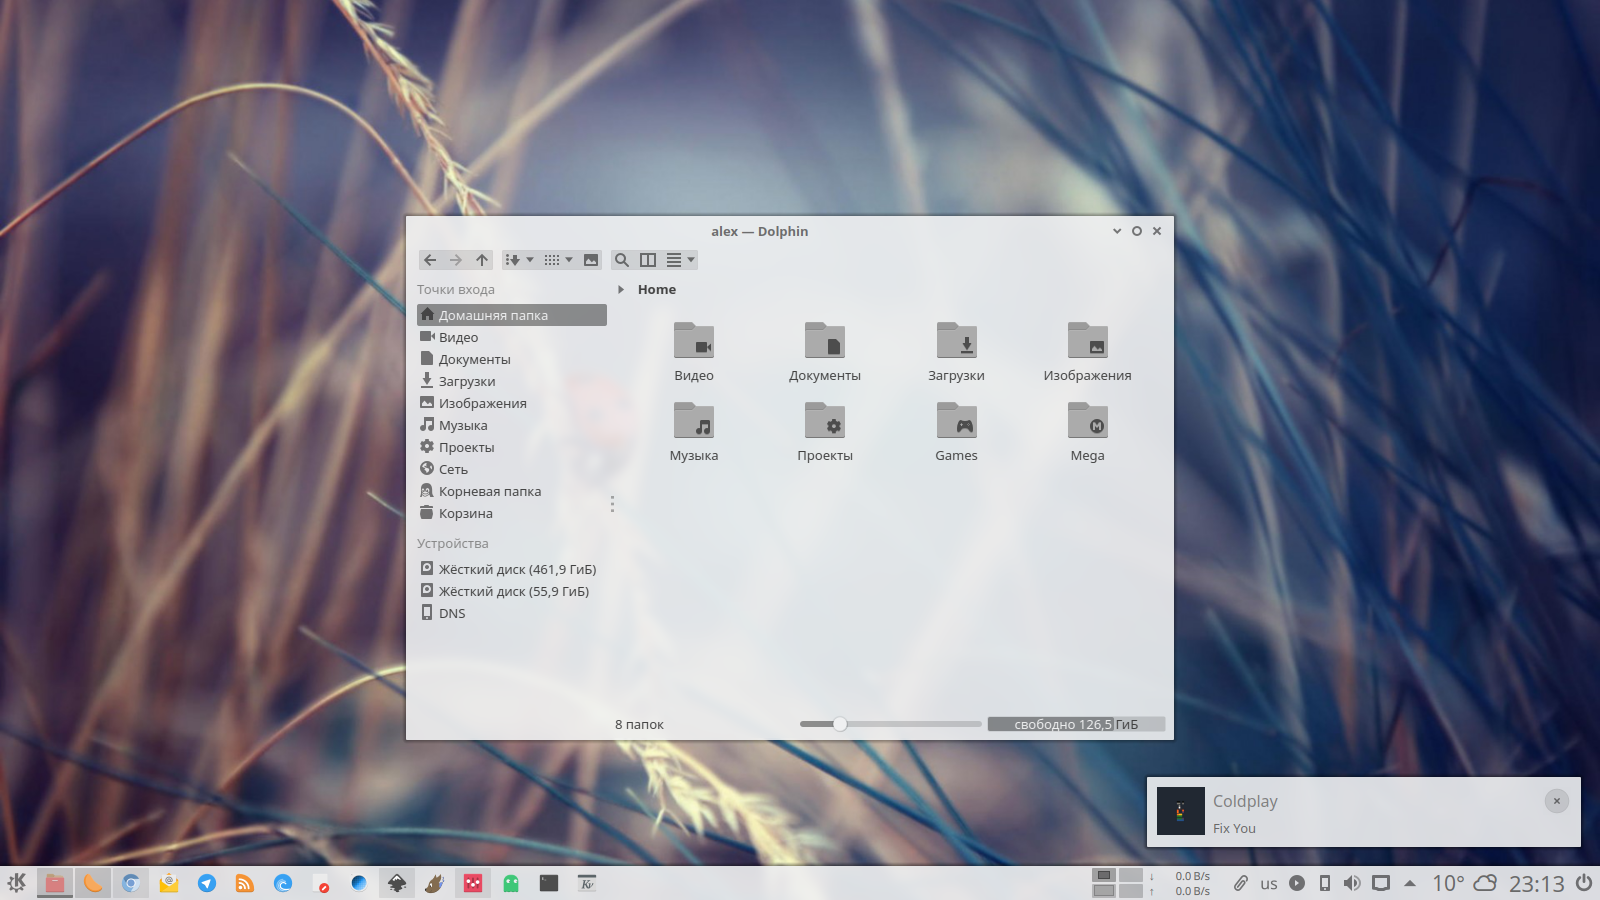 alex — Dolphin
Точки входа
Домашняя папка
Видео
Документы
Загрузки
Изображения
Музыка
Проекты
Сеть
Корневая папка
Корзина
Устройства
Жёсткий диск (461,9 ГиБ)
Жёсткий диск (55,9 ГиБ)
DNS
Home
Видео
Документы
Загрузки
Изображения
Музыка
Проекты
Games
Mega
8 папок
свободно 126,5 ГиБ
Coldplay
Fix You
↓ 0.0 B/s
↑ 0.0 B/s
us
10°
23:13